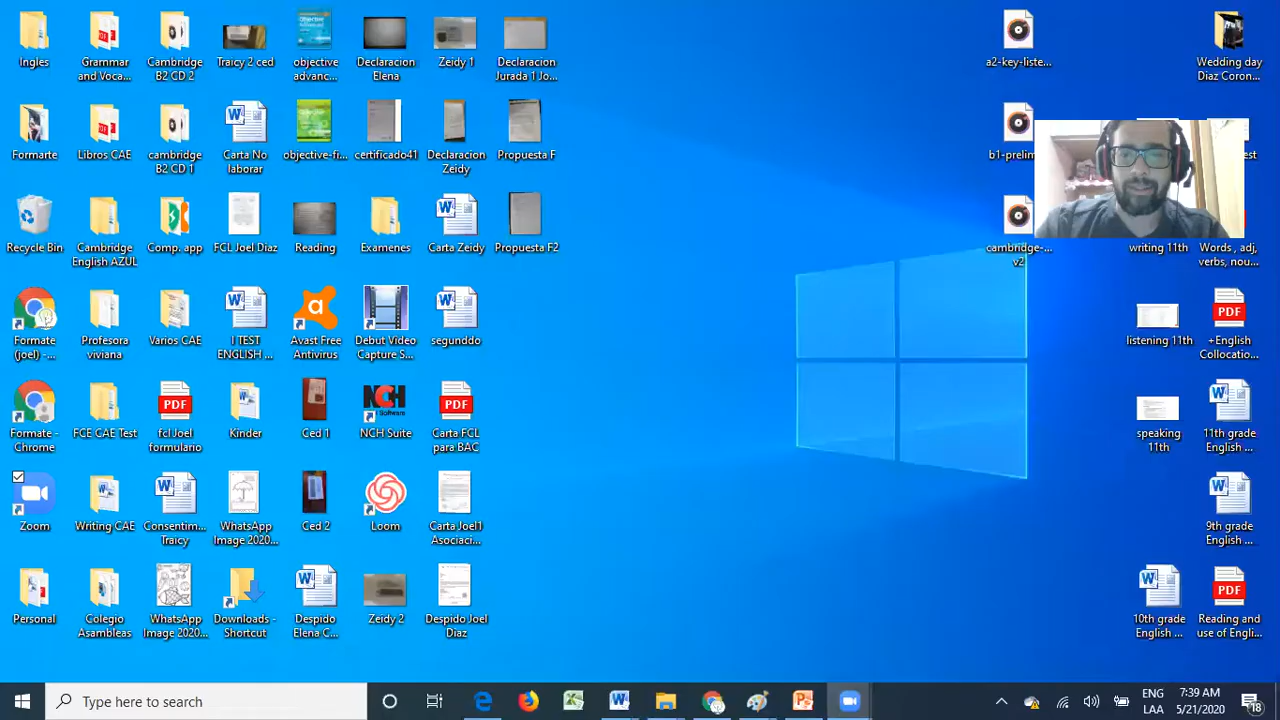 Ingles
Grammar and Voca...
Cambridge B2 CD 2
Traicy 2 ced
objective advanc...
Declaracion Elena
Zeidy 1
Declaracion Jurada 1 Jo...
a2-key-liste...
Wedding day Diaz Coron...
Formarte
Libros CAE
cambridge B2 CD 1
Carta No laborar
objective-fi...
certificado41
Declaracion Zeidy
Propuesta F
b1-prelim
est
Recycle Bin
Cambridge English AZUL
Comp. app
FCL Joel Diaz
Reading
Examenes
Carta Zeidy
Propuesta F2
cambridge-... v2
writing 11th
Words , adj, verbs, nou...
Formate (joel) -...
Profesora viviana
Varios CAE
I TEST ENGLISH ...
Avast Free Antivirus
Debut Video Capture S...
segunddo
listening 11th
+English Collocatio...
Formate - Chrome
FCE CAE Test
fcl Joel formulario
Kinder
Ced 1
NCH Suite
Carta FCL para BAC
speaking 11th
11th grade English ...
Zoom
Writing CAE
Consentim... Traicy
WhatsApp Image 2020...
Ced 2
Loom
Carta Joel1 Asociaci...
9th grade English ...
Personal
Colegio Asambleas
WhatsApp Image 2020...
Downloads - Shortcut
Despido Elena C...
Zeidy 2
Despido Joel Diaz
10th grade English ...
Reading and use of Engli...
Type here to search
ENG
LAA
7:39 AM
5/21/2020
18